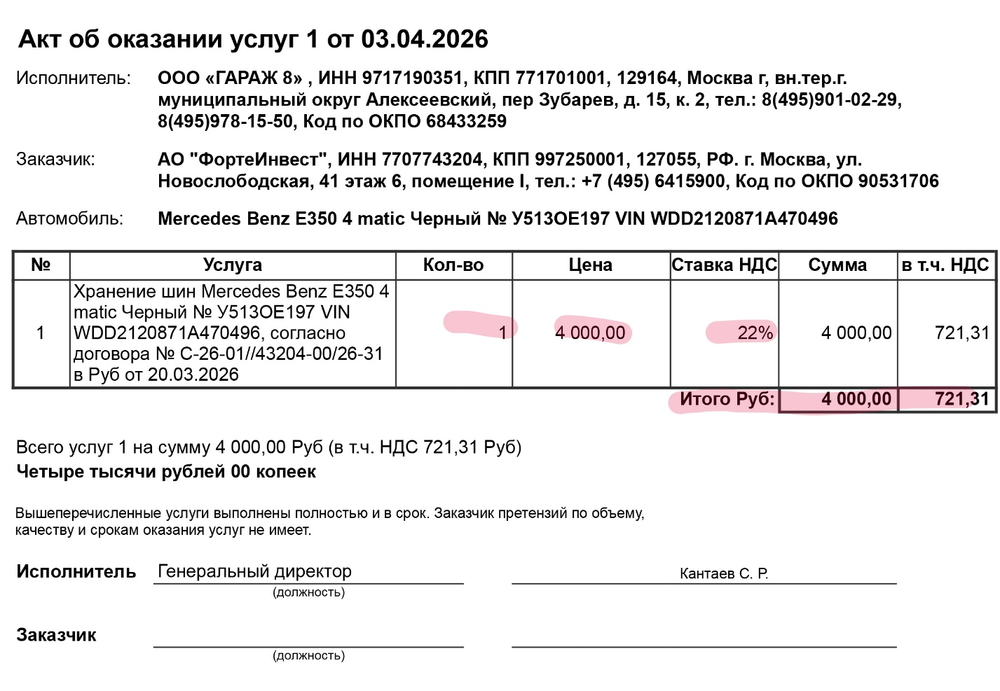 Акт об оказании услуг 1 от 03.04.2026
Исполнитель: ООО «ГАРАЖ 8» , ИНН 9717190351, КПП 771701001, 129164, Москва г, вн.тер.г.
муниципальный округ Алексеевский, пер Зубарев, д. 15, к. 2, тел.: 8(495)901-02-29,
8(495)978-15-50, Код по ОКПО 68433259
Заказчик: АО "ФортеИнвест", ИНН 7707743204, КПП 997250001, 127055, РФ. г. Москва, ул.
Новослободская, 41 этаж 6, помещение I, тел.: +7 (495) 6415900, Код по ОКПО 90531706
Автомобиль: Mercedes Benz E350 4 matic Черный № У513ОЕ197 VIN WDD2120871A470496
№ Услуга Кол-во Цена Ставка НДС Сумма в т.ч. НДС
Хранение шин Mercedes Benz E350 4
matic Черный № У513ОЕ197 VIN
1 WDD2120871A470496, согласно 1 4 000,00 22% 4 000,00 721,31
договора № С-26-01//43204-00/26-31
в Руб от 20.03.2026
Итого Руб: 4 000,00 721,31
Всего услуг 1 на сумму 4 000,00 Руб (в т.ч. НДС 721,31 Руб)
Четыре тысячи рублей 00 копеек
Вышеперечисленные услуги выполнены полностью и в срок. Заказчик претензий по объему,
качеству и срокам оказания услуг не имеет.
Исполнитель Генеральный директор Кантаев С. Р.
(должность)
Заказчик
(должность)